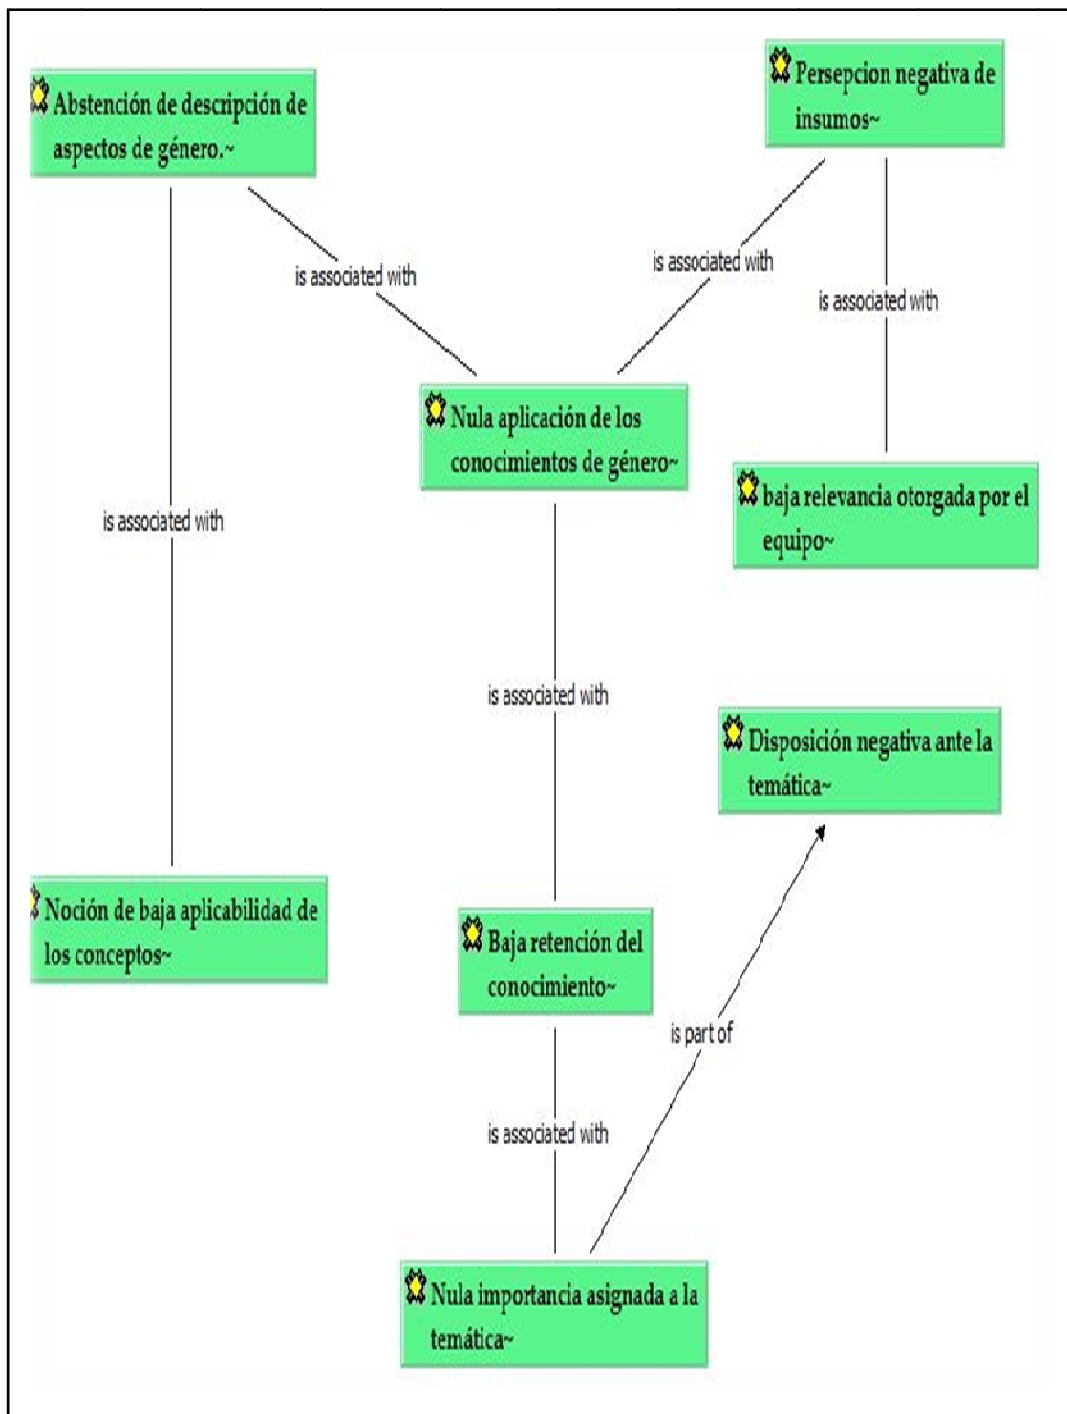 Persepcion negativa de
insumos~
Abstención de descripción de
aspectos de género.~
is associated with
is associated with
is associated with
Nula aplicación de los
conocimientos de género~
baja relevancia otorgada por el
equipo~
is associated with
is associated with
Disposición negativa ante la
temática~
Noción de baja aplicabilidad de
los conceptos~
Baja retención del
conocimiento~
is part of
is associated with
Nula importancia asignada a la
temática~